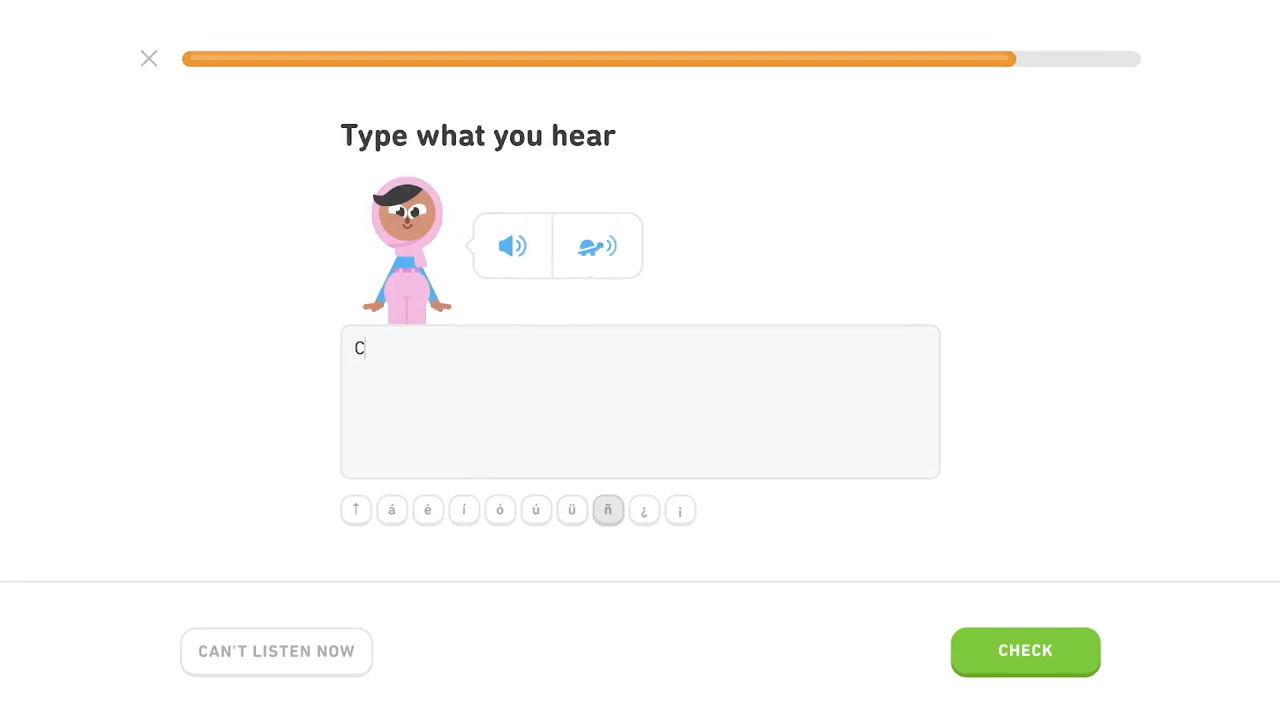 Type what you hear
C
↑ á é í ó ú ü ñ ¿ ¡
CAN'T LISTEN NOW
CHECK